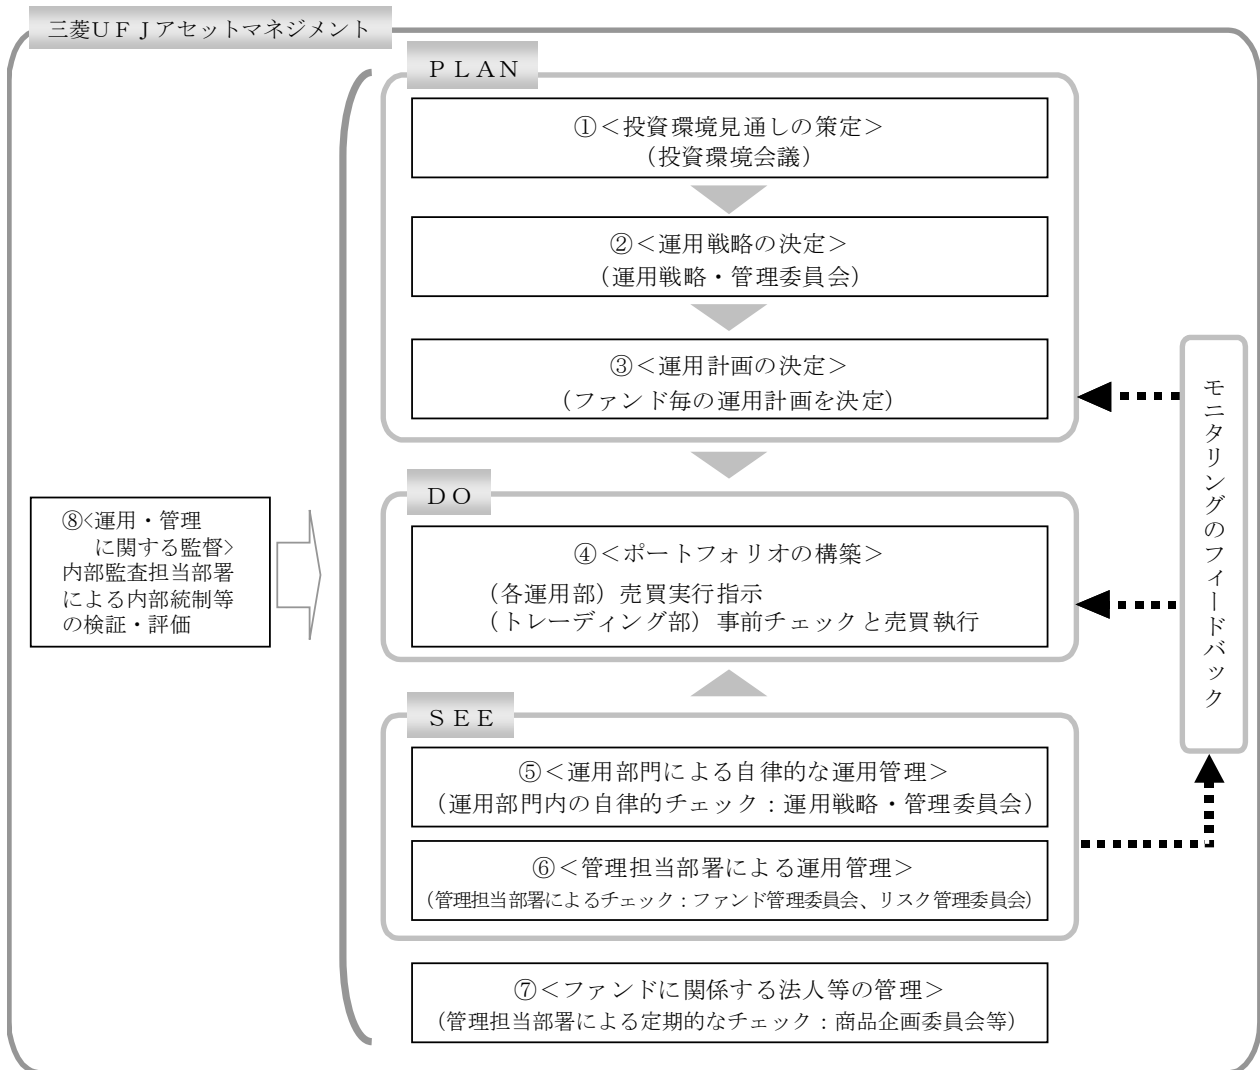 三菱ＵＦＪアセットマネジメント
ＰＬＡＮ
①＜投資環境見通しの策定＞
（投資環境会議）
②＜運用戦略の決定＞
（運用戦略・管理委員会）
③＜運用計画の決定＞
（ファンド毎の運用計画を決定）
ＤＯ
④＜ポートフォリオの構築＞
（各運用部）売買実行指示
（トレーディング部）事前チェックと売買執行
ＳＥＥ
⑤＜運用部門による自律的な運用管理＞
（運用部門内の自律的チェック：運用戦略・管理委員会）
⑥＜管理担当部署による運用管理＞
（管理担当部署によるチェック：ファンド管理委員会、リスク管理委員会）
⑦＜ファンドに関係する法人等の管理＞
（管理担当部署による定期的なチェック：商品企画委員会等）
⑧<運用・管理
に関する監督>
内部監査担当部署
による内部統制等
の検証・評価
モニタリングのフィードバック